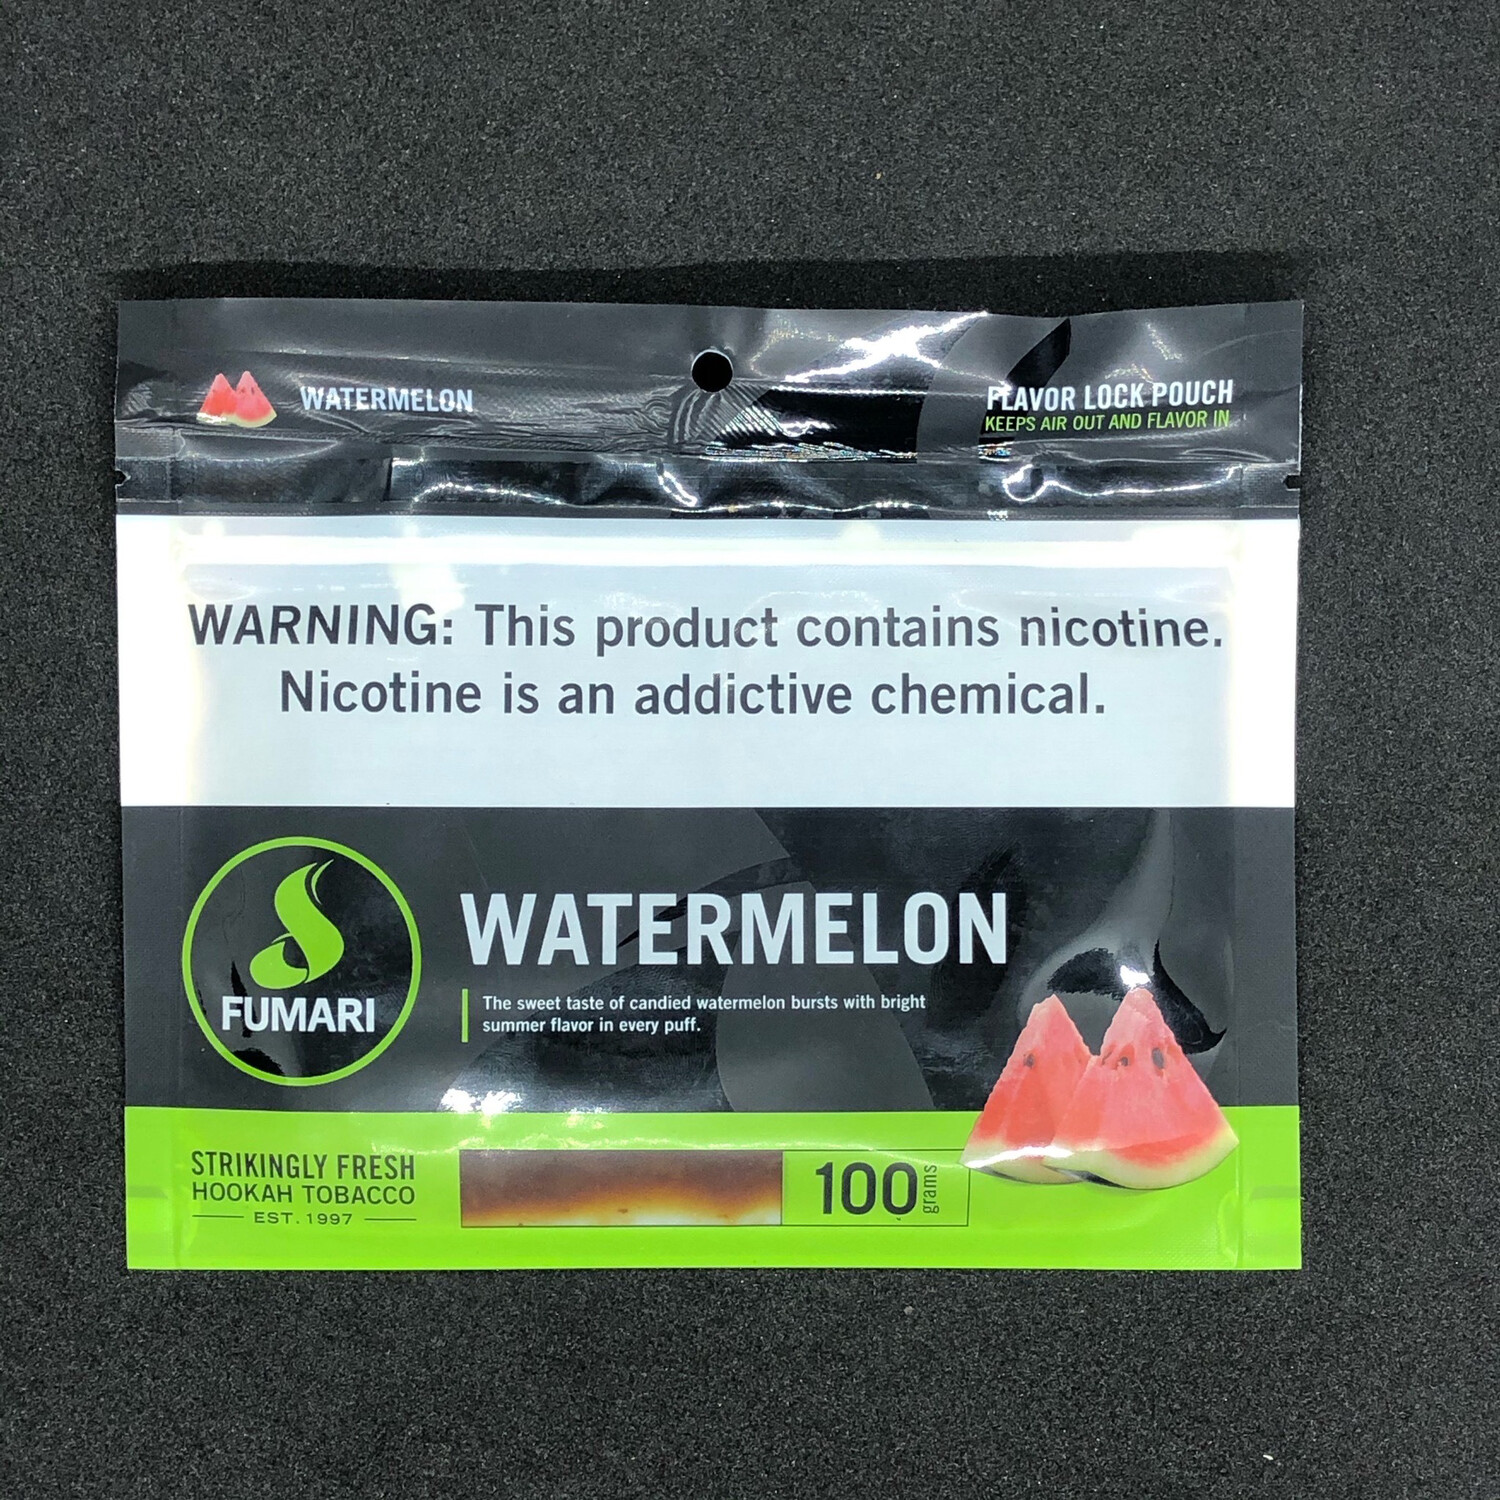 WATERMELON
FLAVOR LOCK POUCH
KEEPS AIR OUT AND FLAVOR IN.
WARNING: This product contains nicotine.
Nicotine is an addictive chemical.
FUMARI
WATERMELON
The sweet taste of candied watermelon bursts with bright
summer flavor in every puff.
STRIKINGLY FRESH
HOOKAH TOBACCO
EST. 1997
100 grams